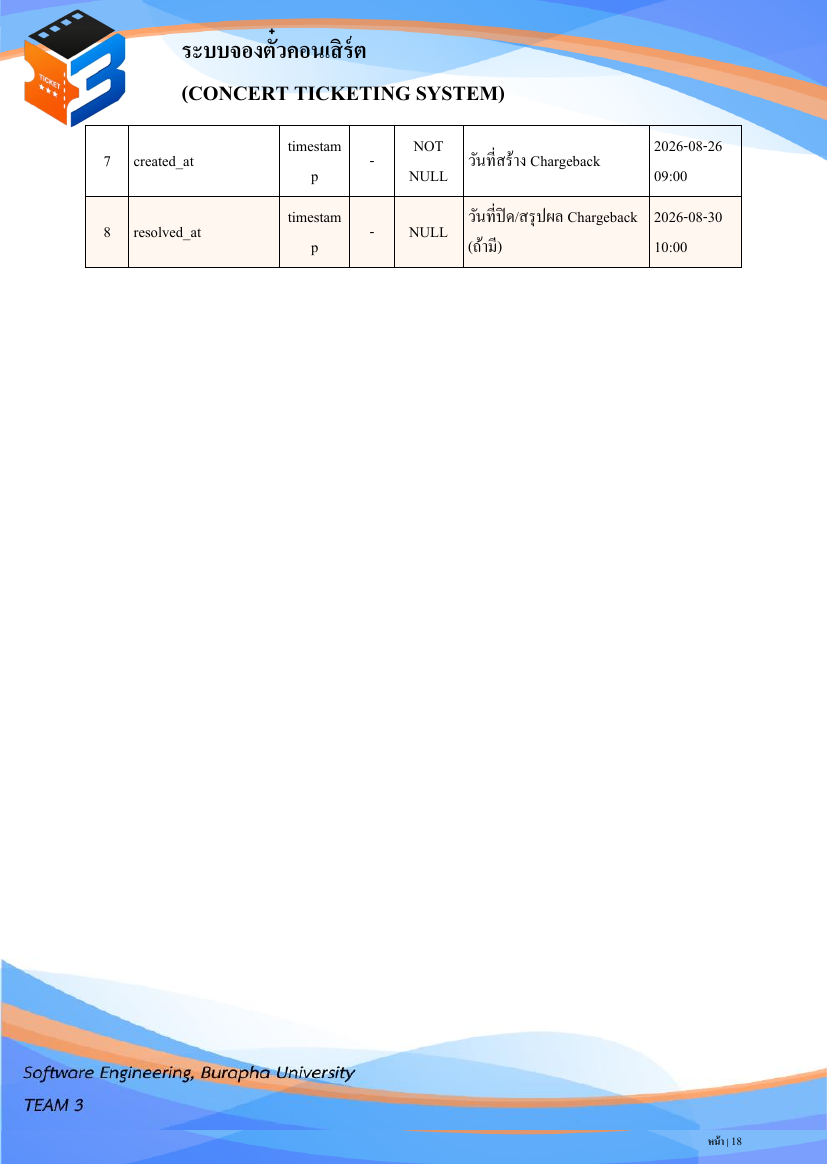 ระบบจองตั๋วคอนเสิร์ต
(CONCERT TICKETING SYSTEM)
TICKET
3
7 created_at timestam - NOT วันที่สร้าง Chargeback 2026-08-26
p NULL 09:00
8 resolved_at timestam - NULL วันที่ปิด/สรุปผล Chargeback 2026-08-30
p (ถ้ามี) 10:00
Software Engineering, Burapha University
TEAM 3
หน้า | 18